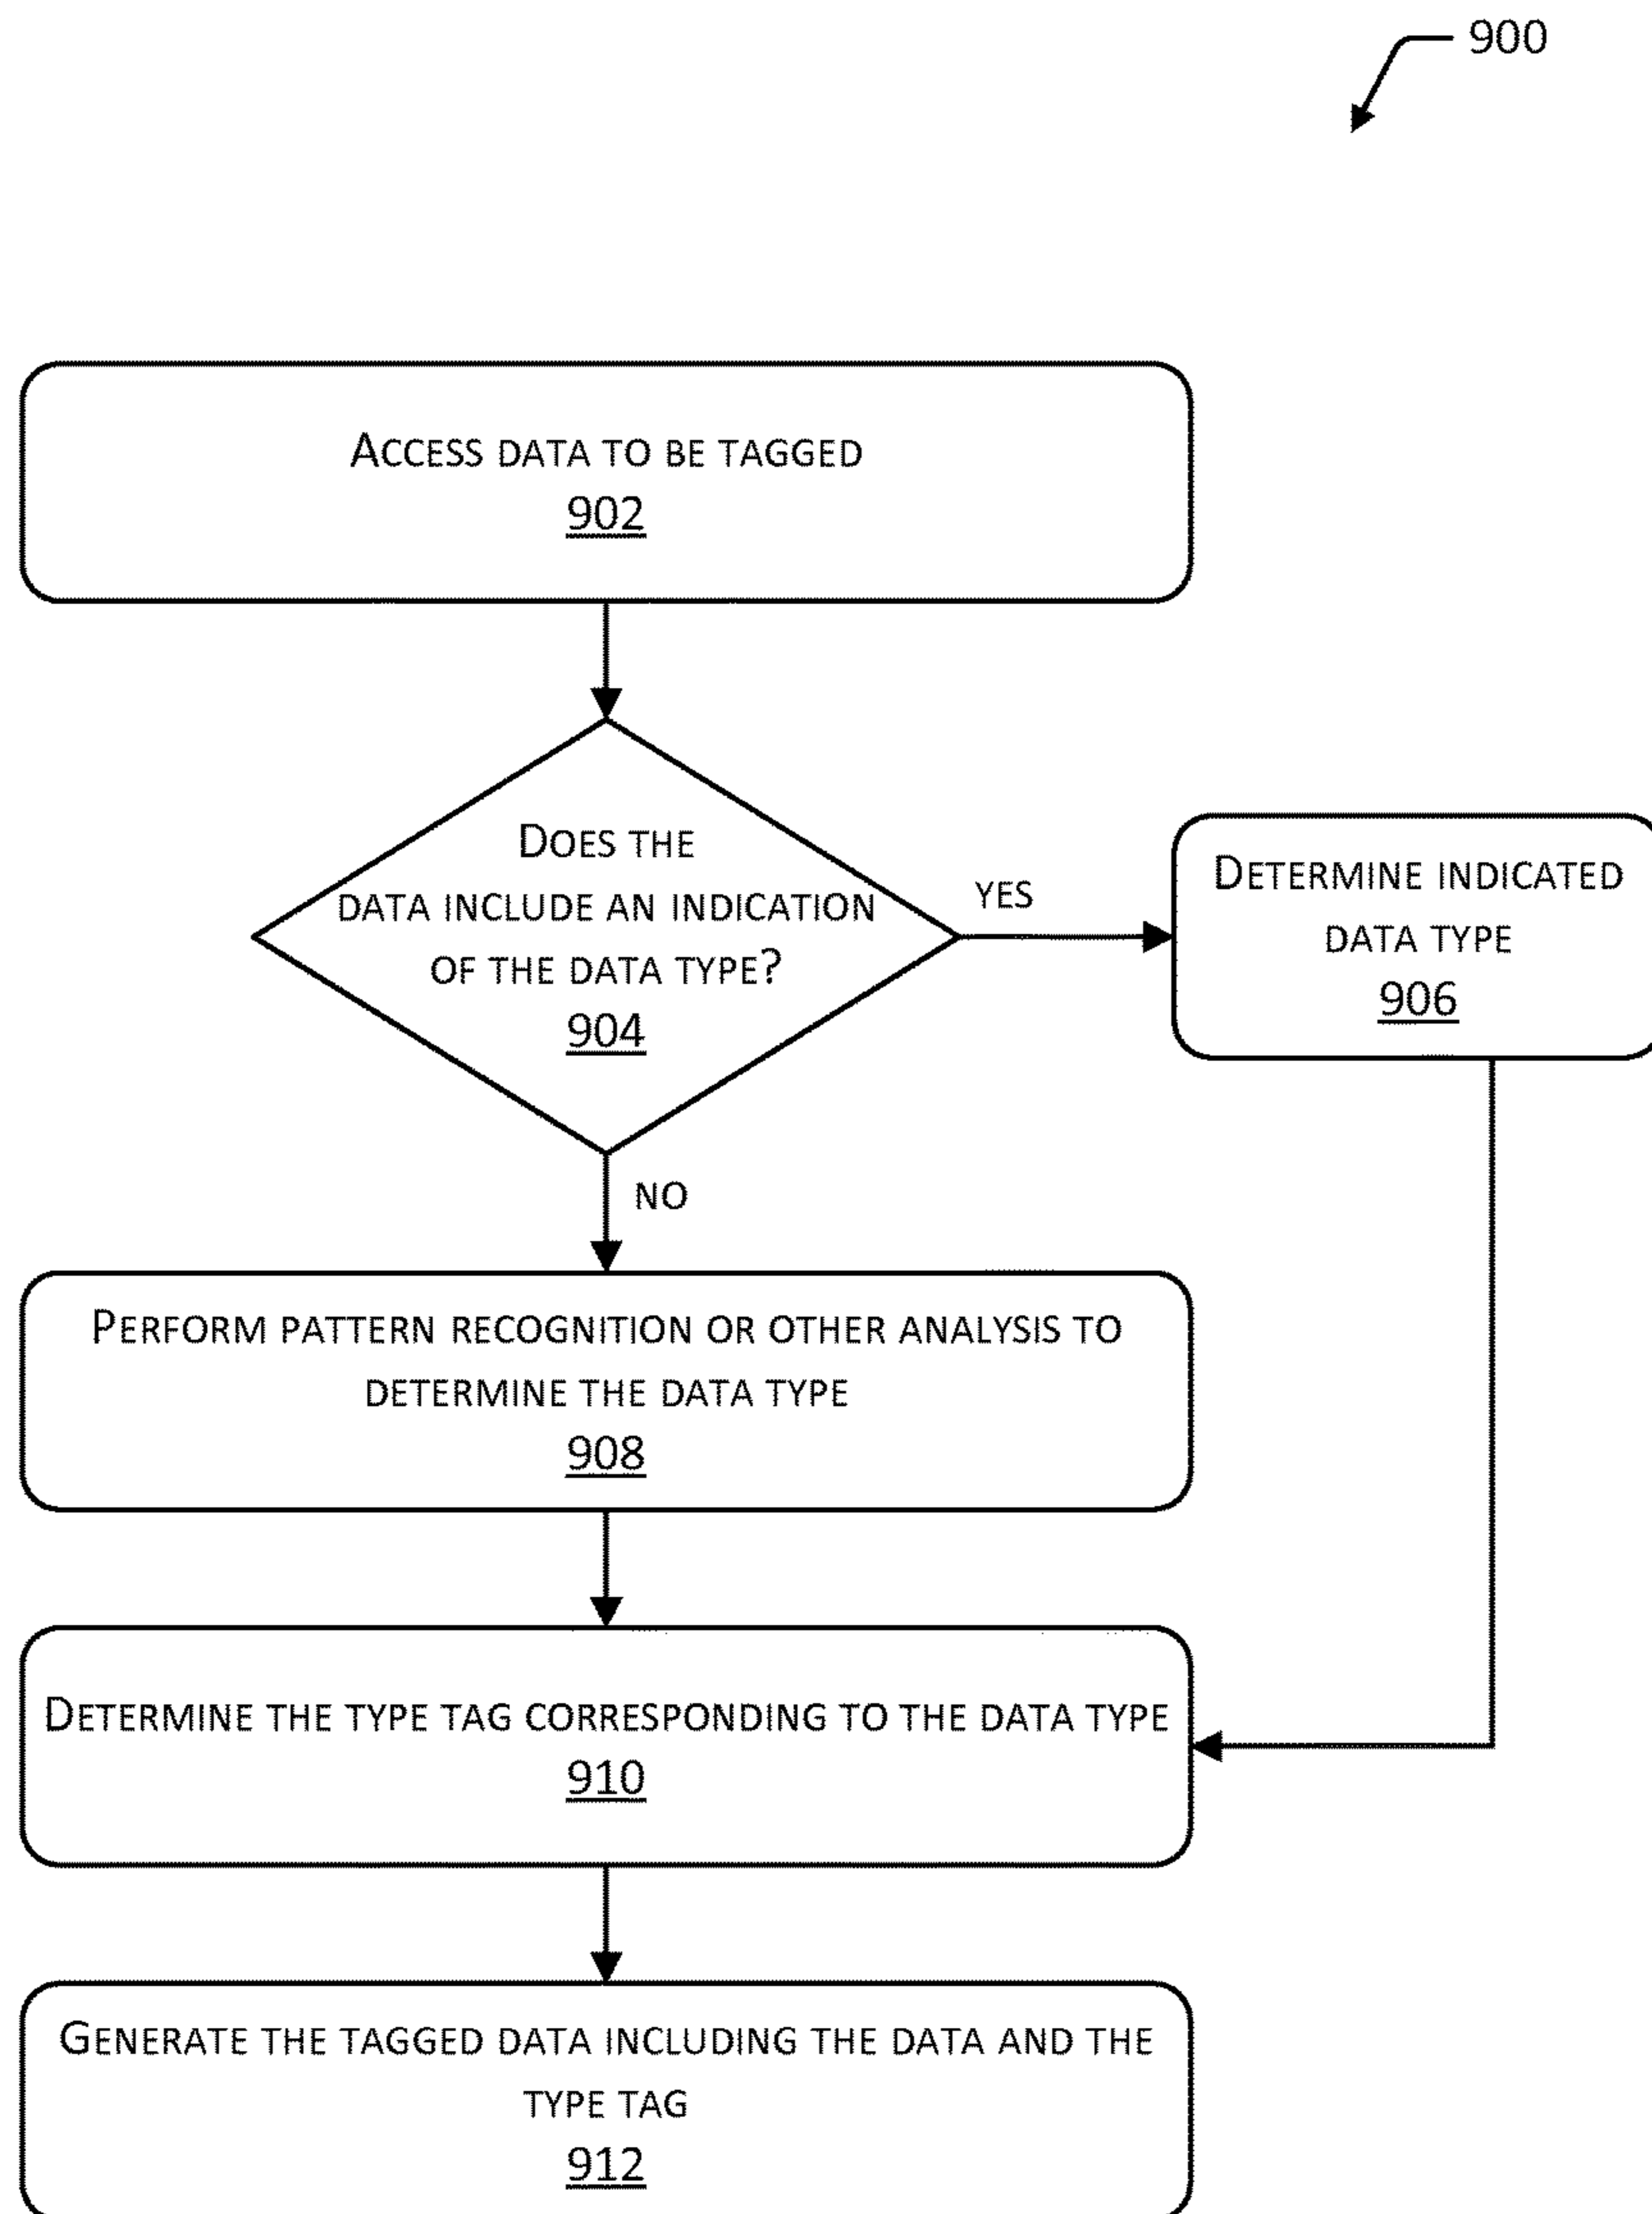 900
ACCESS DATA TO BE TAGGED
902
DOES THE
DATA INCLUDE AN INDICATION
OF THE DATA TYPE?
904
YES
DETERMINE INDICATED
DATA TYPE
906
NO
PERFORM PATTERN RECOGNITION OR OTHER ANALYSIS TO
DETERMINE THE DATA TYPE
908
DETERMINE THE TYPE TAG CORRESPONDING TO THE DATA TYPE
910
GENERATE THE TAGGED DATA INCLUDING THE DATA AND THE
TYPE TAG
912